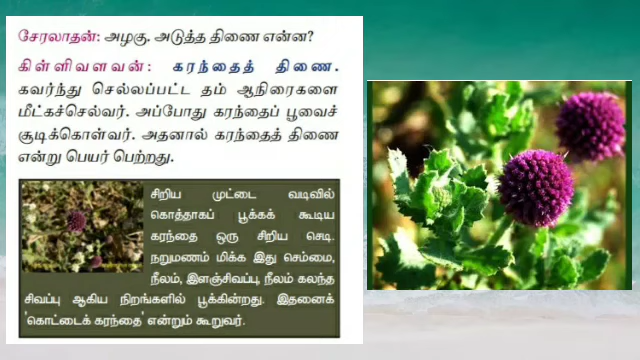 சேரலாதன்: அழகு. அடுத்த திணை என்ன?
கிள்ளிவளவன்: கரந்தைத் திணை.
கவர்ந்து செல்லப்பட்ட தம் ஆநிரைகளை
மீட்கச்செல்வர். அப்போது கரந்தைப் பூவைச்
சூடிக்கொள்வர். அதனால் கரந்தைத் திணை
என்று பெயர் பெற்றது.
சிறிய முட்டை வடிவில்
கொத்தாகப் பூக்கக் கூடிய
கரந்தை ஒரு சிறிய செடி.
நறுமணம் மிக்க இது செம்மை,
நீலம், இளஞ்சிவப்பு, நீலம் கலந்த
சிவப்பு ஆகிய நிறங்களில் பூக்கின்றது. இதனைக்
'கொட்டைக் கரந்தை' என்றும் கூறுவர்.